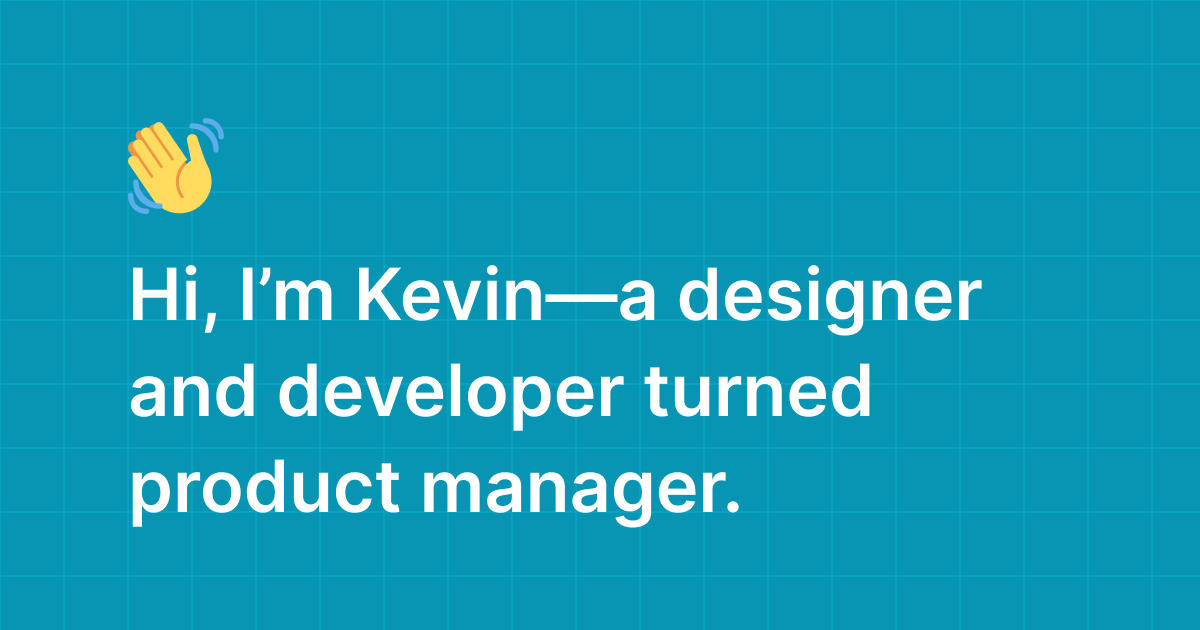 Hi, I’m Kevin—a designer
and developer turned
product manager.